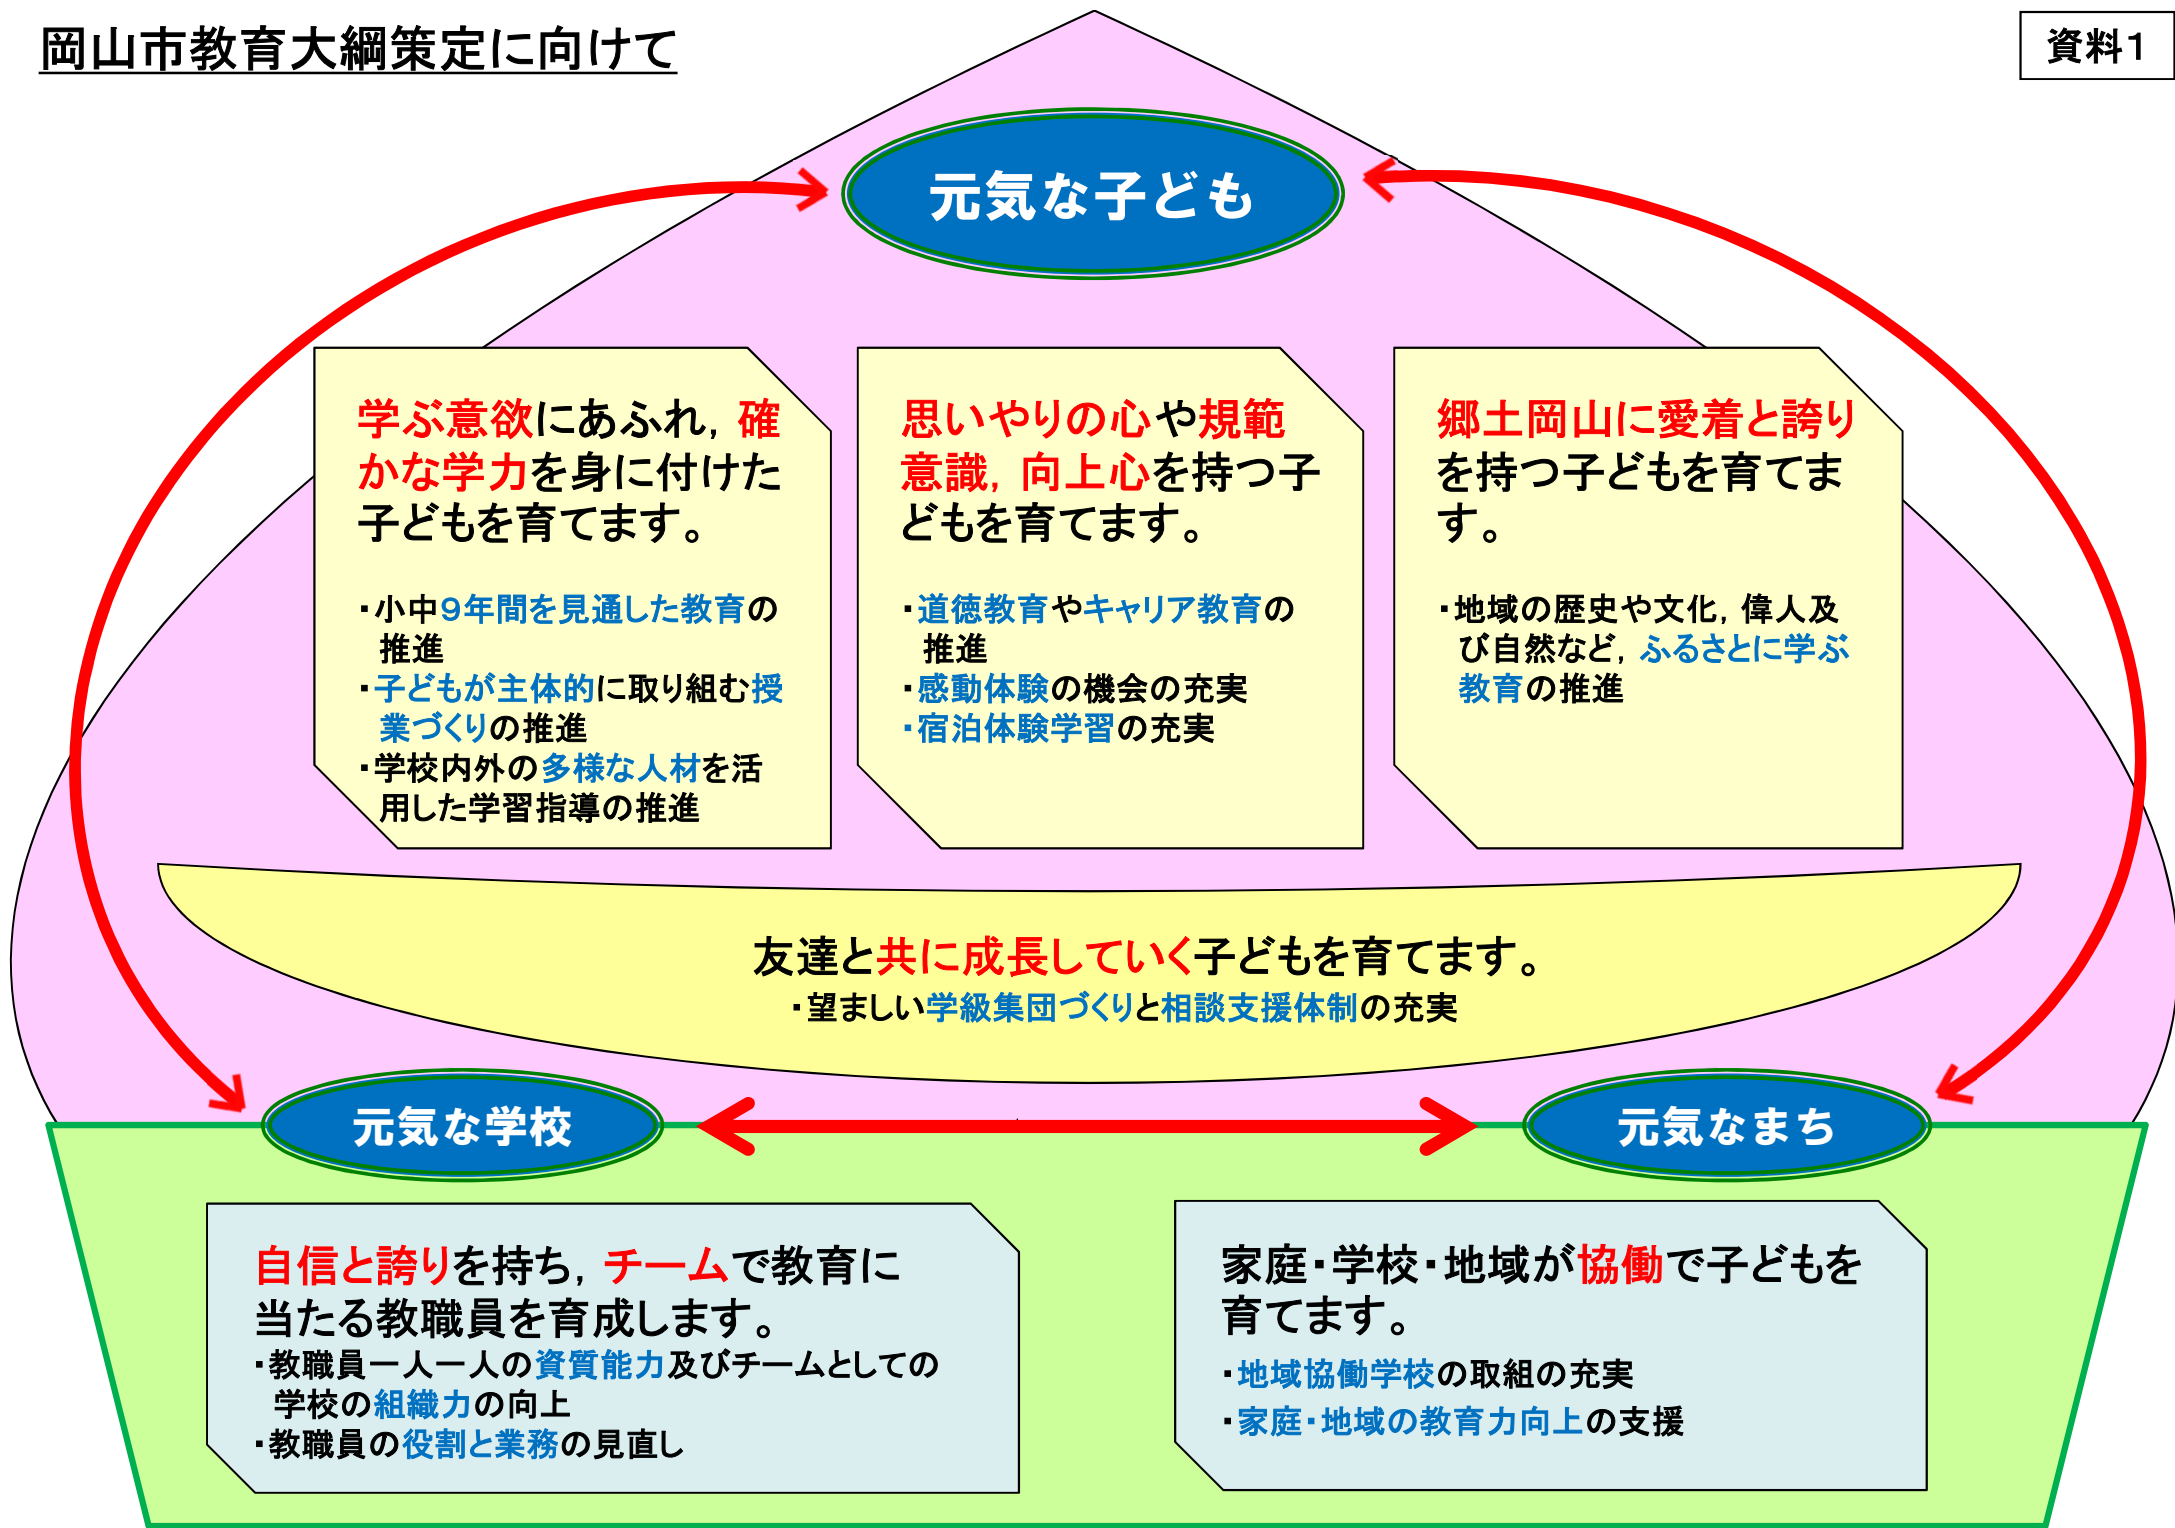 岡山市教育大綱策定に向けて
資料1
元気な子ども
学ぶ意欲にあふれ，確
かな学力を身に付けた
子どもを育てます。
・小中9年間を見通した教育の
推進
・子どもが主体的に取り組む授
業づくりの推進
・学校内外の多様な人材を活
用した学習指導の推進
思いやりの心や規範
意識，向上心を持つ子
どもを育てます。
・道徳教育やキャリア教育の
推進
・感動体験の機会の充実
・宿泊体験学習の充実
郷土岡山に愛着と誇り
を持つ子どもを育てま
す。
・地域の歴史や文化，偉人及
び自然など，ふるさとに学ぶ
教育の推進
友達と共に成長していく子どもを育てます。
・望ましい学級集団づくりと相談支援体制の充実
元気な学校
元気なまち
自信と誇りを持ち，チームで教育に
当たる教職員を育成します。
・教職員一人一人の資質能力及びチームとしての
学校の組織力の向上
・教職員の役割と業務の見直し
家庭・学校・地域が協働で子どもを
育てます。
・地域協働学校の取組の充実
・家庭・地域の教育力向上の支援